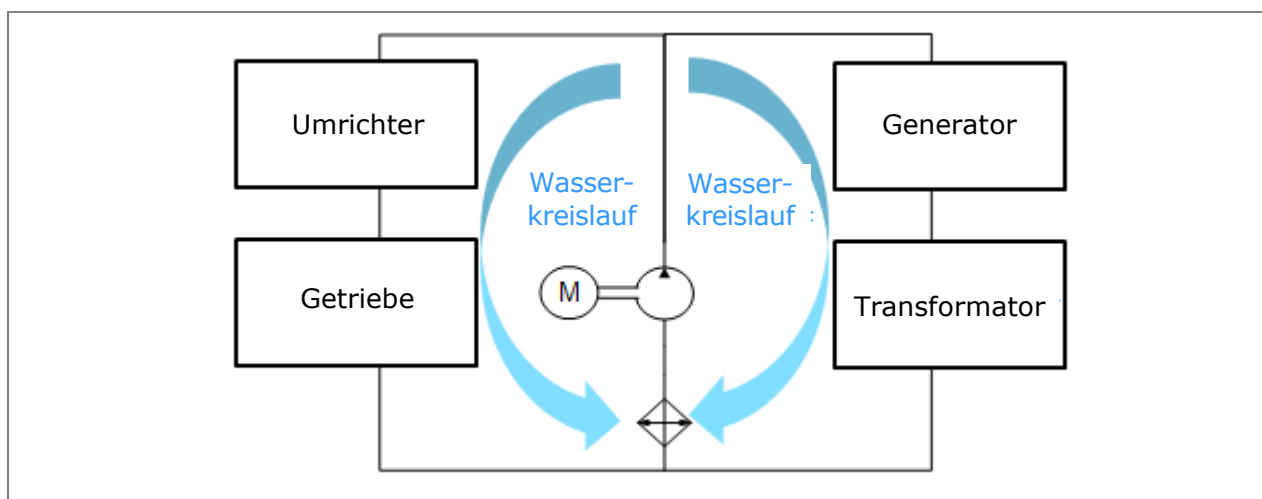 Umrichter
Generator
Wasser-
kreislauf
Wasser-
kreislauf
Getriebe
M
Transformator